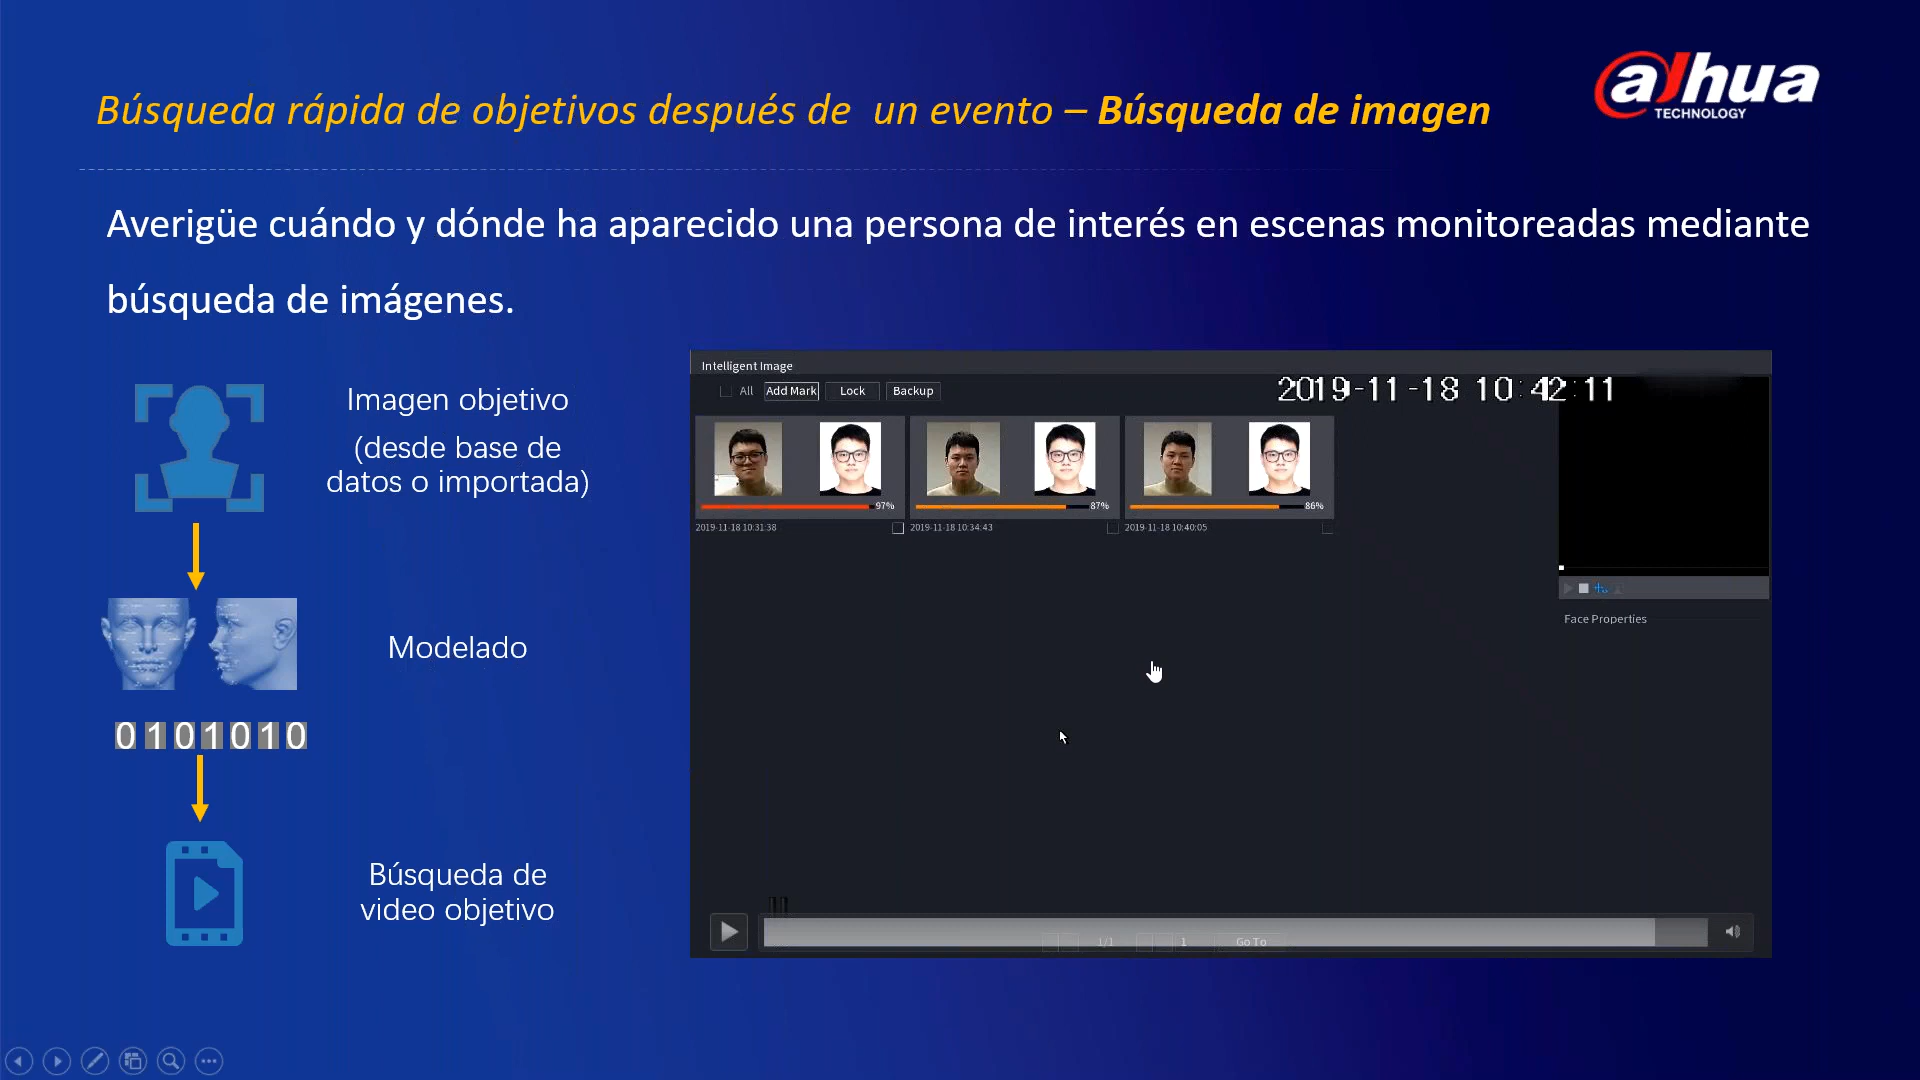 Búsqueda rápida de objetivos después de un evento – Búsqueda de imagen
alhua
TECHNOLOGY
Averigüe cuándo y dónde ha aparecido una persona de interés en escenas monitoreadas mediante
búsqueda de imágenes.
Imagen objetivo
(desde base de
datos o importada)
Modelado
0101010
Búsqueda de
video objetivo
Intelligent Image
All Add Mark Lock Backup
2019-11-18 10:42:11
97% 87% 86%
2019-11-18 10:31:38 2019-11-18 10:34:43 2019-11-18 10:40:05
Face Properties
1/1 1 Go To